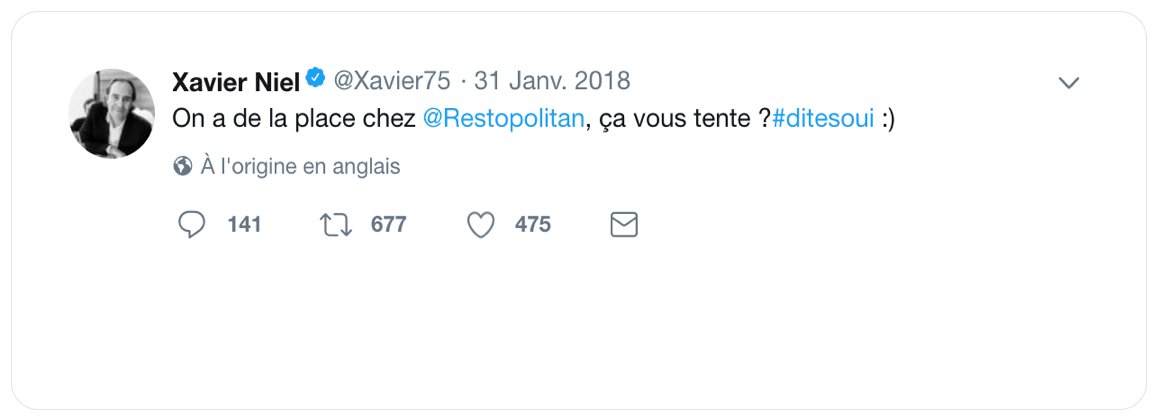 Xavier Niel @Xavier75 · 31 Janv. 2018
On a de la place chez @Restopolitan, ça vous tente ?#ditesoui :)
À l'origine en anglais
141 677 475